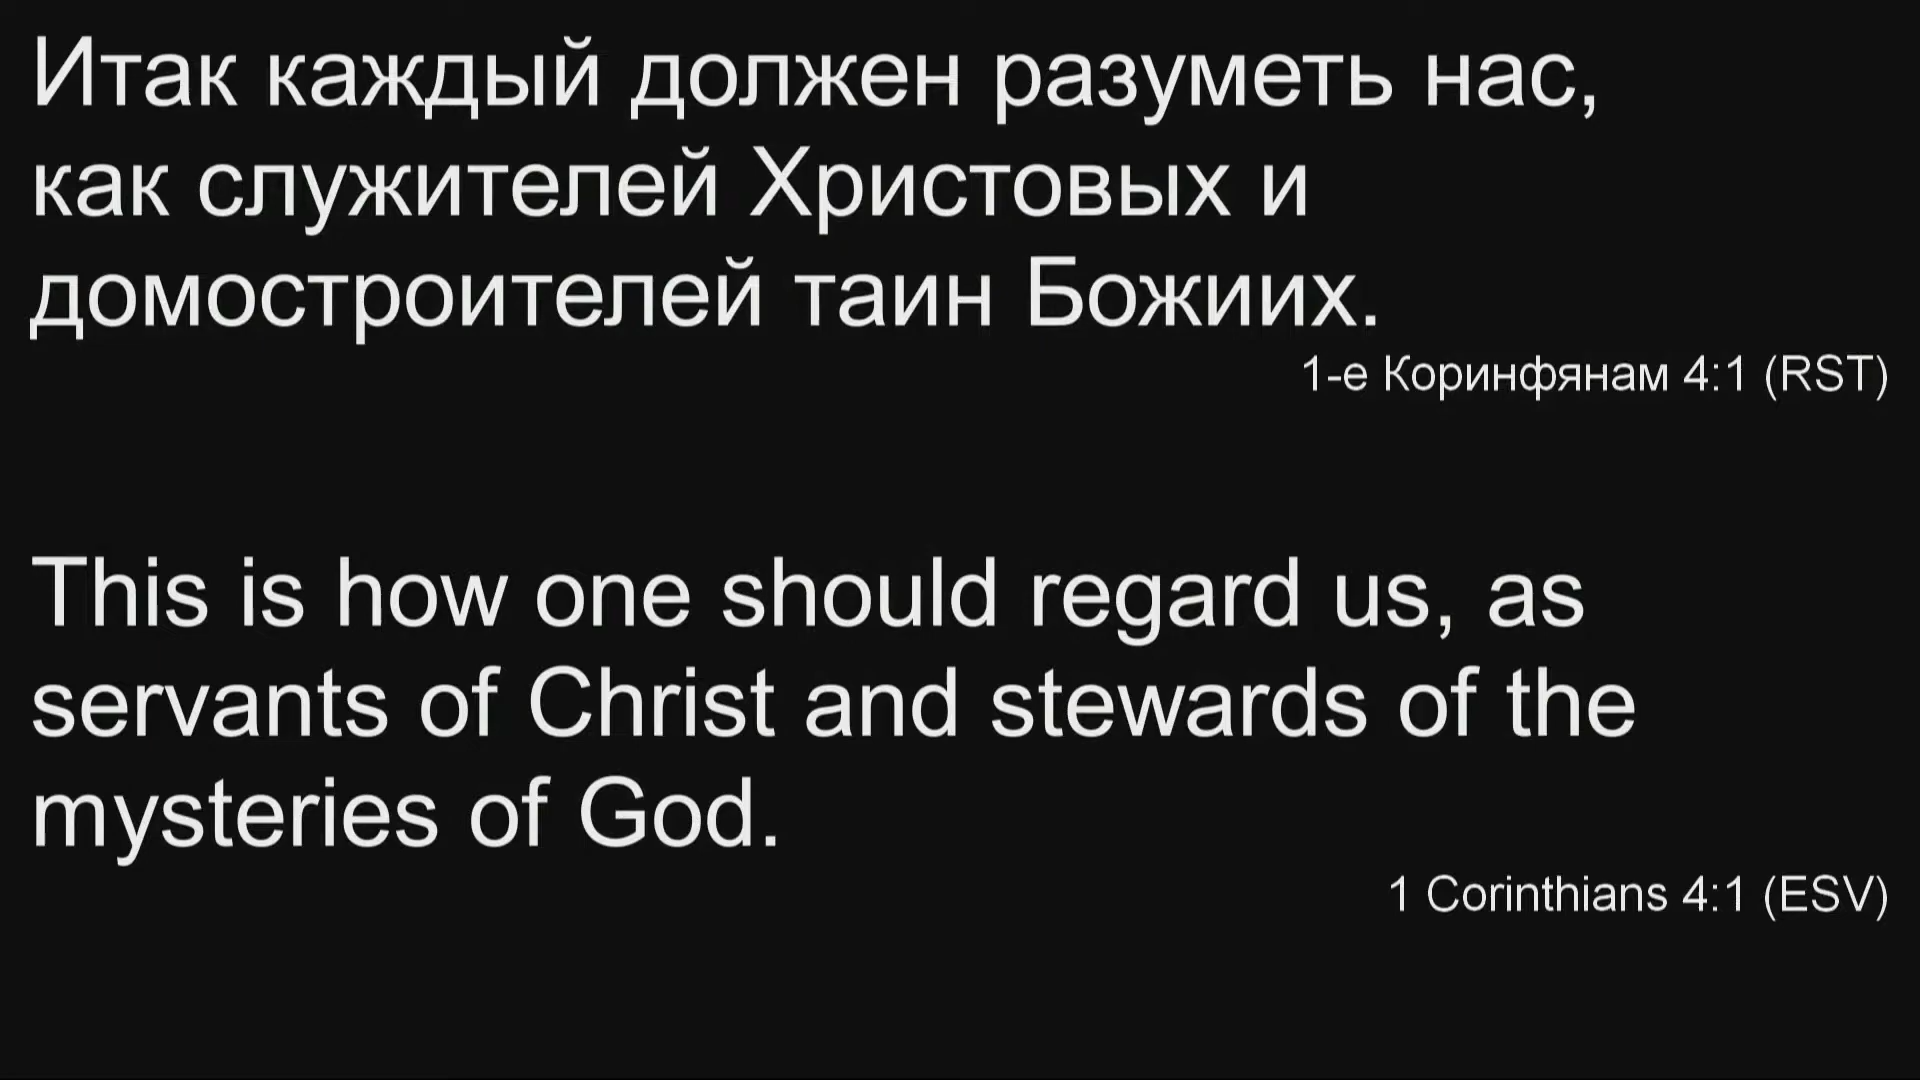 Итак каждый должен разуметь нас,
как служителей Христовых и
домостроителей таин Божиих.
1-е Коринфянам 4:1 (RST)
This is how one should regard us, as
servants of Christ and stewards of the
mysteries of God.
1 Corinthians 4:1 (ESV)